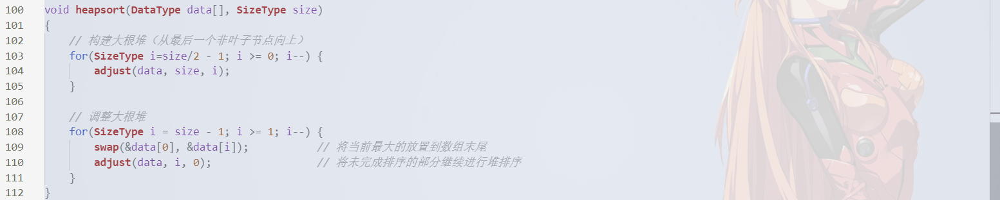 100 void heapsort(DataType data[], SizeType size)
101 {
102     // 构建大根堆（从最后一个非叶子节点向上）
103     for(SizeType i=size/2 - 1; i >= 0; i--) {
104         adjust(data, size, i);
105     }
106
107     // 调整大根堆
108     for(SizeType i = size - 1; i >= 1; i--) {
109         swap(&data[0], &data[i]);           // 将当前最大的放置到数组末尾
110         adjust(data, i, 0);                 // 将未完成排序的部分继续进行堆排序
111     }
112 }